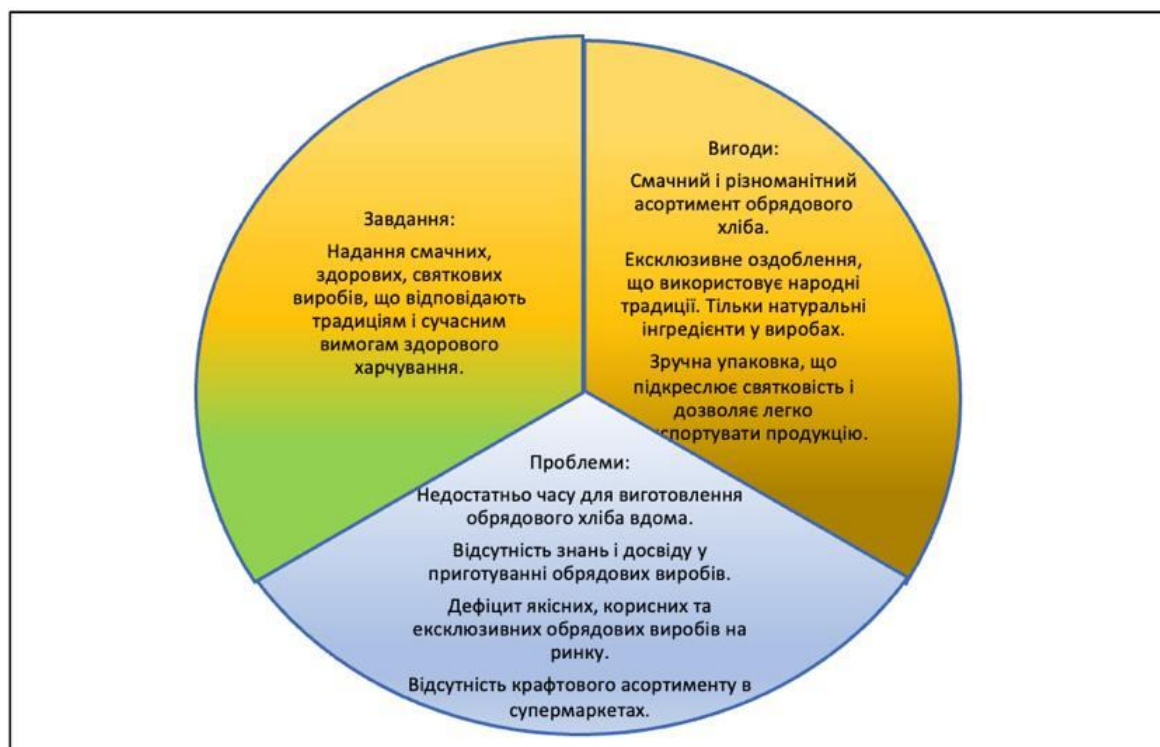 Завдання:
Надання смачних,
здорових, святкових
виробів, що відповідають
традиціям і сучасним
вимогам здорового
харчування.
Вигоди:
Смачний і різноманітний
асортимент обрядового
хліба.
Ексклюзивне оздоблення,
що використовує народні
традиції. Тільки натуральні
інгредієнти у виробах.
Зручна упаковка, що
підкреслює святковість і
дозволяє легко
продукцію.
Проблеми:
Недостатньо часу для виготовлення
обрядового хліба вдома.
Відсутність знань і досвіду у
приготуванні обрядових виробів.
Дефіцит якісних, корисних та
ексклюзивних обрядових виробів на
ринку.
Відсутність крафтового асортименту в
супермаркетах.